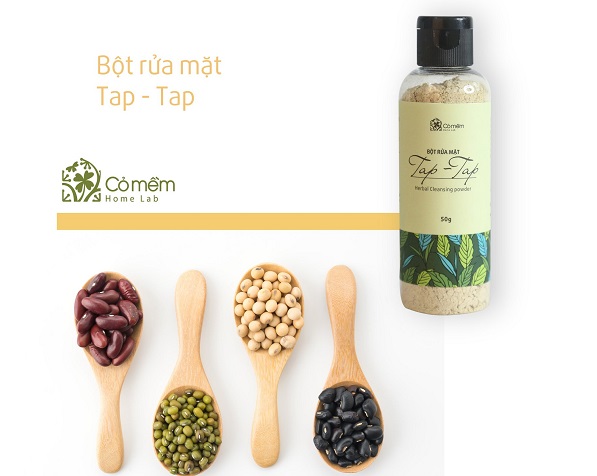 Bột rửa mặt
Tap - Tap
Cỏ mềm
Home Lab
Cỏ mềm
BỘT RỬA MẶT
Tap - Tap
Herbal Cleansing powder
50g